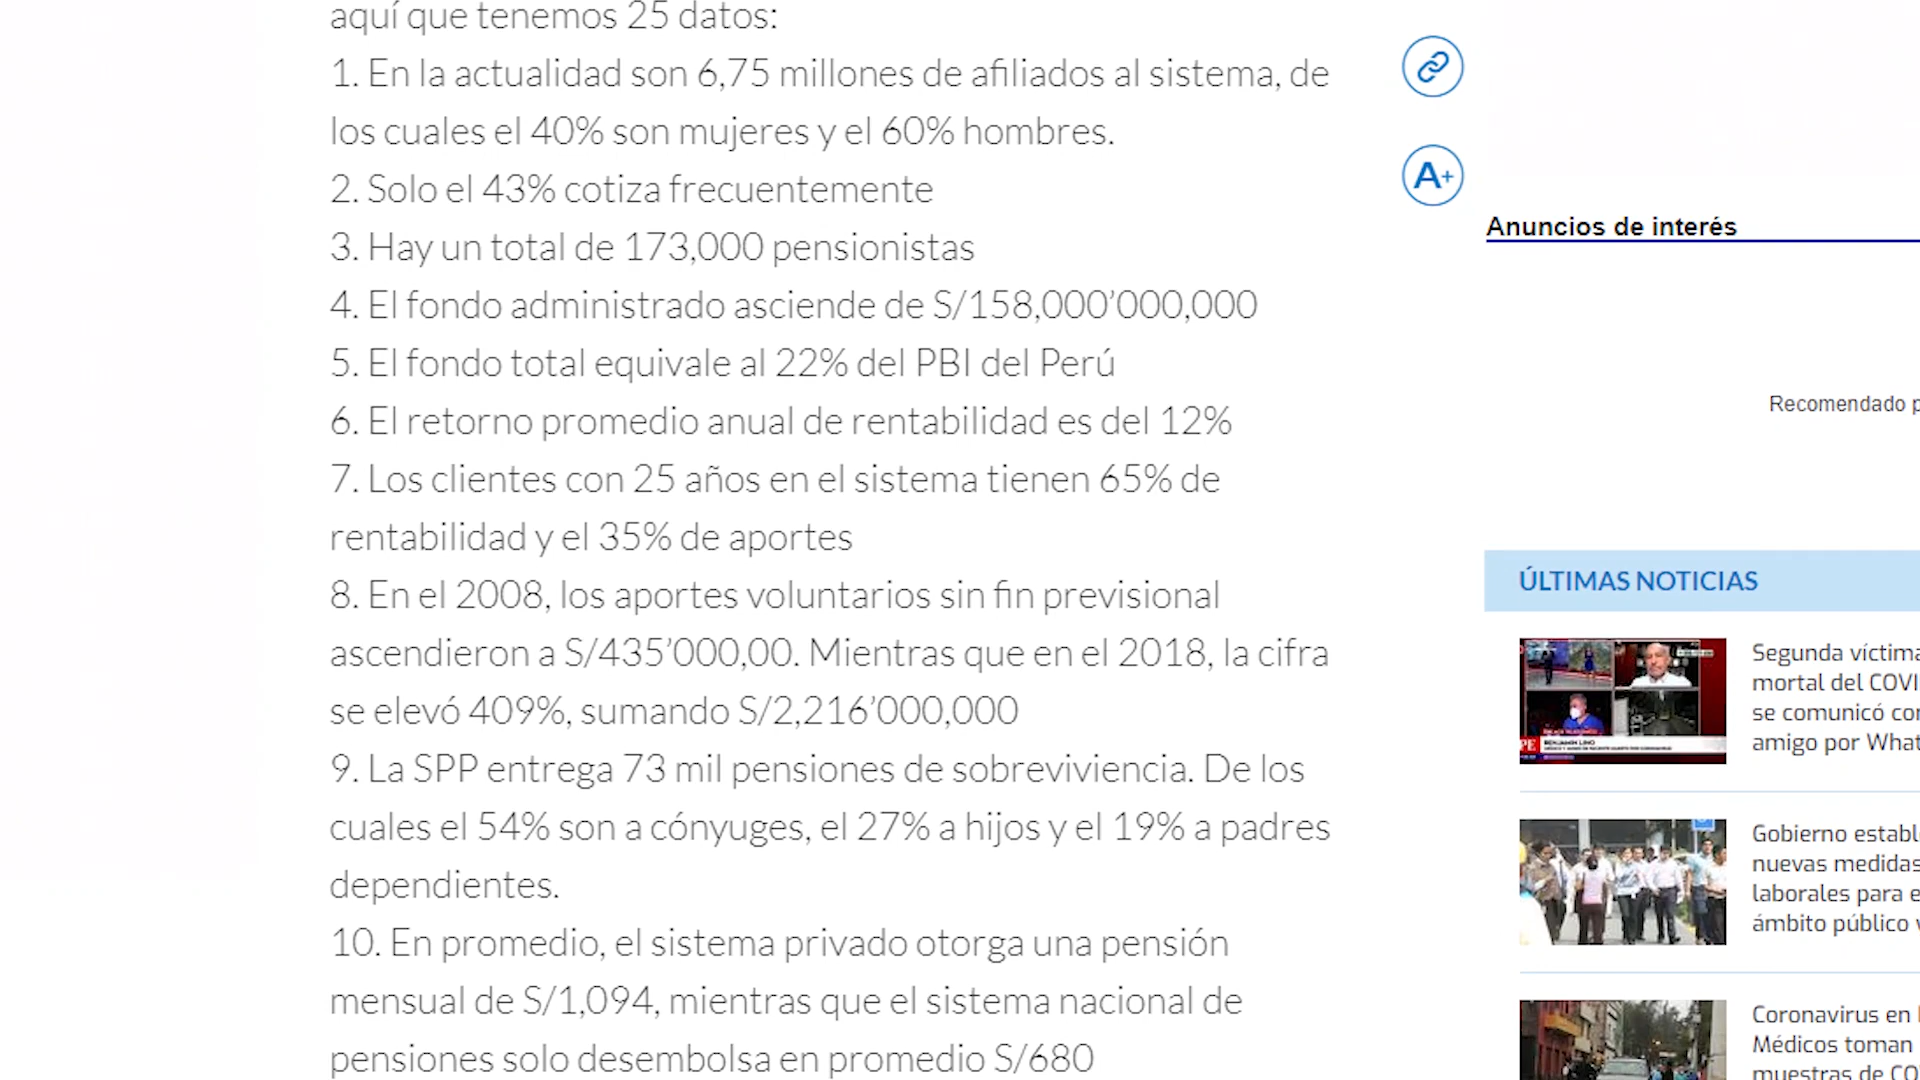 aquí que tenemos 25 datos:
1. En la actualidad son 6,75 millones de afiliados al sistema, de
los cuales el 40% son mujeres y el 60% hombres.
2. Solo el 43% cotiza frecuentemente
3. Hay un total de 173,000 pensionistas
4. El fondo administrado asciende de S/158,000’000,000
5. El fondo total equivale al 22% del PBI del Perú
6. El retorno promedio anual de rentabilidad es del 12%
7. Los clientes con 25 años en el sistema tienen 65% de
rentabilidad y el 35% de aportes
8. En el 2008, los aportes voluntarios sin fin previsional
ascendieron a S/435’000,00. Mientras que en el 2018, la cifra
se elevó 409%, sumando S/2,216’000,000
9. La SPP entrega 73 mil pensiones de sobreviviencia. De los
cuales el 54% son a cónyuges, el 27% a hijos y el 19% a padres
dependientes.
10. En promedio, el sistema privado otorga una pensión
mensual de S/1,094, mientras que el sistema nacional de
pensiones solo desembolsa en promedio S/680
A+
Anuncios de interés
Recomendado p
ÚLTIMAS NOTICIAS
BENJAMIN LINO
Segunda víctima
mortal del COVI
se comunicó con
amigo por What
Gobierno estable
nuevas medidas
laborales para e
ámbito público
Coronavirus en
Médicos toman
muestras de CO